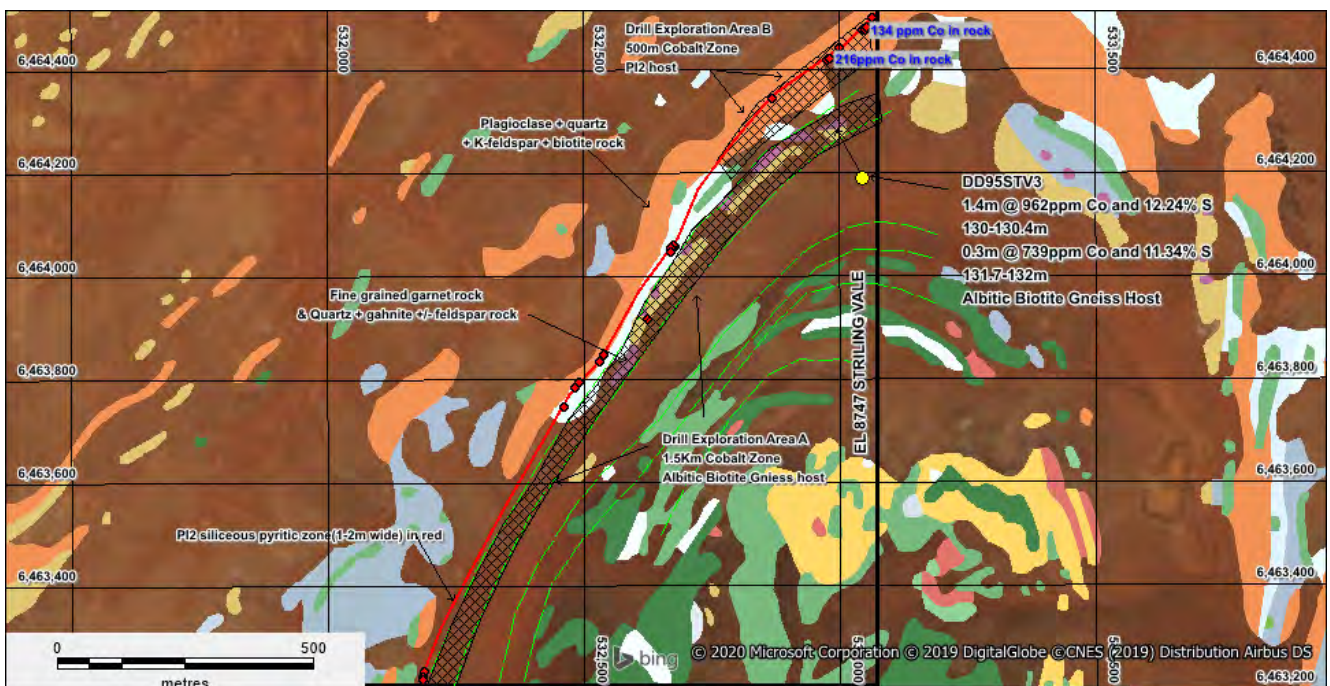 532,000
532,500
533,500
Drill Exploration Area B
500m Cobalt Zone
PI2 host
134 ppm Co in rock
216ppm Co in rock
6,464,400
6,464,400
Plagioclase + quartz
+ K-feldspar + biotite rock
6,464,200
6,464,200
DD95STV3
1.4m @ 962ppm Co and 12.24% S
130-130.4m
0.3m @ 739ppm Co and 11.34% S
131.7-132m
Albitic Biotite Gneiss Host
6,464,000
6,464,000
Fine grained garnet rock
& Quartz + gahnite +/- feldspar rock
EL 8747 STRILING VALE
6,463,800
6,463,800
Drill Exploration Area A
1.5Km Cobalt Zone
Albitic Biotite Gniess host
6,463,600
6,463,600
PI2 siliceous pyritic zone(1-2m wide) in red
6,463,400
6,463,400
0 500
metres
532,500
533,500
bing
© 2020 Microsoft Corporation © 2019 DigitalGlobe ©CNES (2019) Distribution Airbus DS
6,463,200